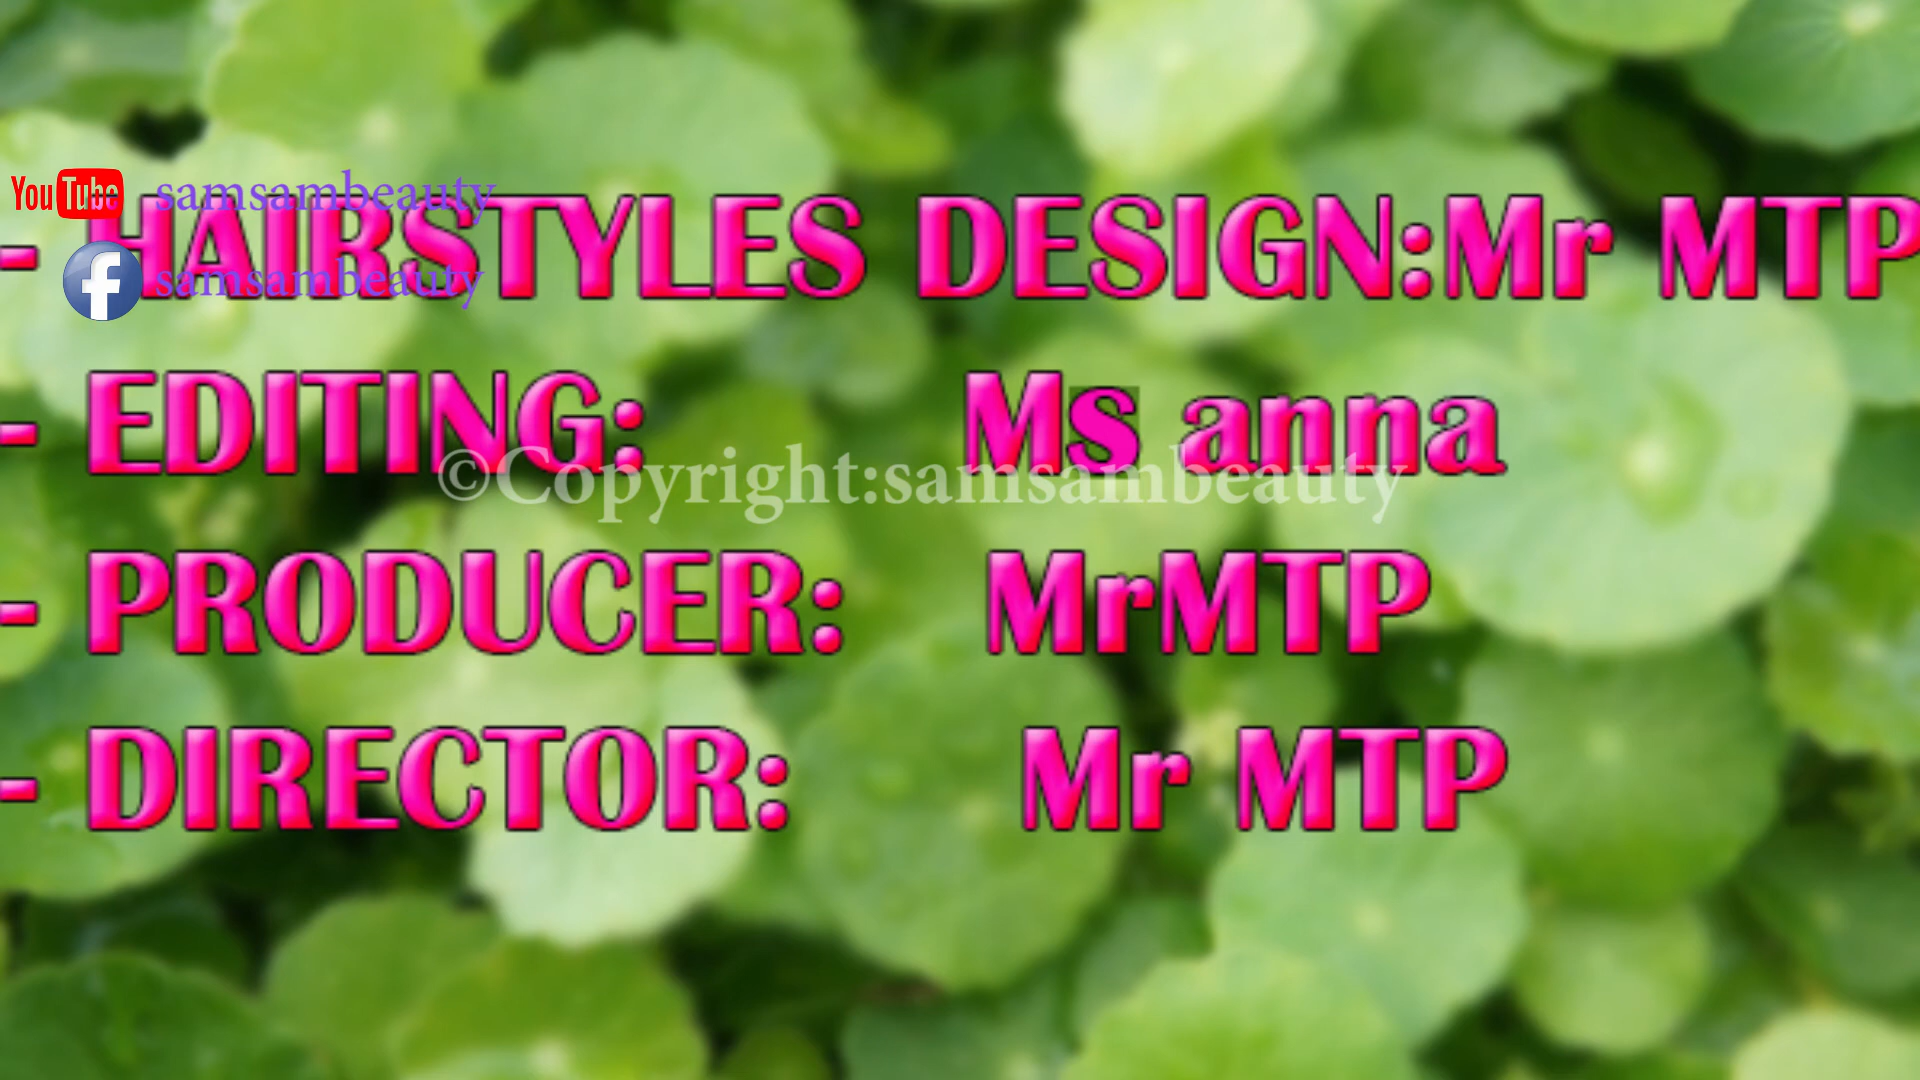 YouTube samsambeauty
- HAIRSTYLES DESIGN:Mr MTP
samsambeauty
- EDITING: Ms anna
©Copyright:samsambeauty
- PRODUCER: MrMTP
- DIRECTOR: Mr MTP